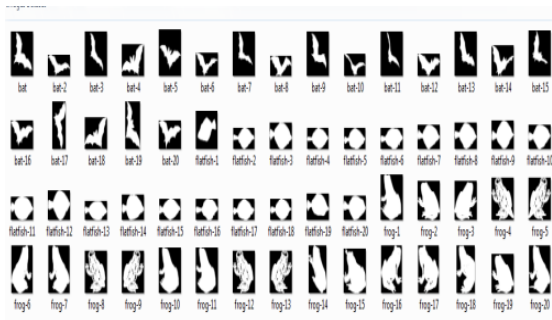 bat bat-2 bat-3 bat-4 bat-5 bat-6 bat-7 bat-8 bat-9 bat-10 bat-11 bat-12 bat-13 bat-14 bat-15
bat-16 bat-17 bat-18 bat-19 bat-20 flatfish-1 flatfish-2 flatfish-3 flatfish-4 flatfish-5 flatfish-6 flatfish-7 flatfish-8 flatfish-9 flatfish-10
flatfish-11 flatfish-12 flatfish-13 flatfish-14 flatfish-15 flatfish-16 flatfish-17 flatfish-18 flatfish-19 flatfish-20 frog-1 frog-2 frog-3 frog-4 frog-5
frog-6 frog-7 frog-8 frog-9 frog-10 frog-11 frog-12 frog-13 frog-14 frog-15 frog-16 frog-17 frog-18 frog-19 frog-20